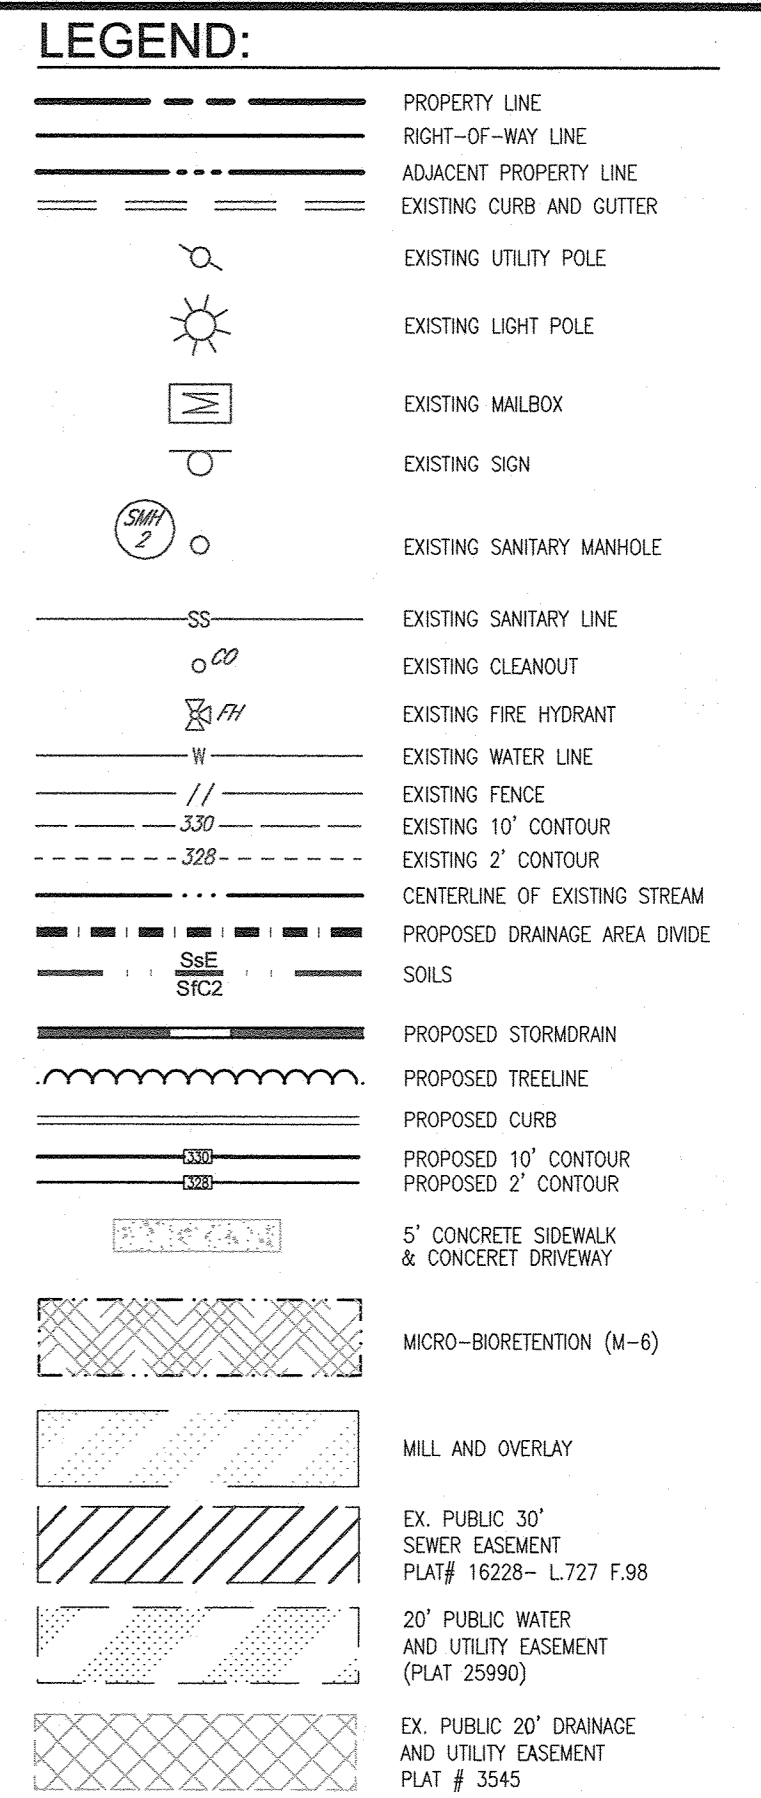 LEGEND:
PROPERTY LINE
RIGHT-OF-WAY LINE
ADJACENT PROPERTY LINE
EXISTING CURB AND GUTTER
EXISTING UTILITY POLE
EXISTING LIGHT POLE
EXISTING MAILBOX
EXISTING SIGN
SMH
2
EXISTING SANITARY MANHOLE
SS EXISTING SANITARY LINE
CO EXISTING CLEANOUT
FH EXISTING FIRE HYDRANT
W EXISTING WATER LINE
// EXISTING FENCE
330 EXISTING 10' CONTOUR
328 EXISTING 2' CONTOUR
CENTERLINE OF EXISTING STREAM
PROPOSED DRAINAGE AREA DIVIDE
SsE
SfC2
SOILS
PROPOSED STORMDRAIN
PROPOSED TREELINE
PROPOSED CURB
330 PROPOSED 10' CONTOUR
328 PROPOSED 2' CONTOUR
5' CONCRETE SIDEWALK
& CONCERET DRIVEWAY
MICRO-BIORETENTION (M-6)
MILL AND OVERLAY
EX. PUBLIC 30'
SEWER EASEMENT
PLAT# 16228- L.727 F.98
20' PUBLIC WATER
AND UTILITY EASEMENT
(PLAT 25990)
EX. PUBLIC 20' DRAINAGE
AND UTILITY EASEMENT
PLAT # 3545